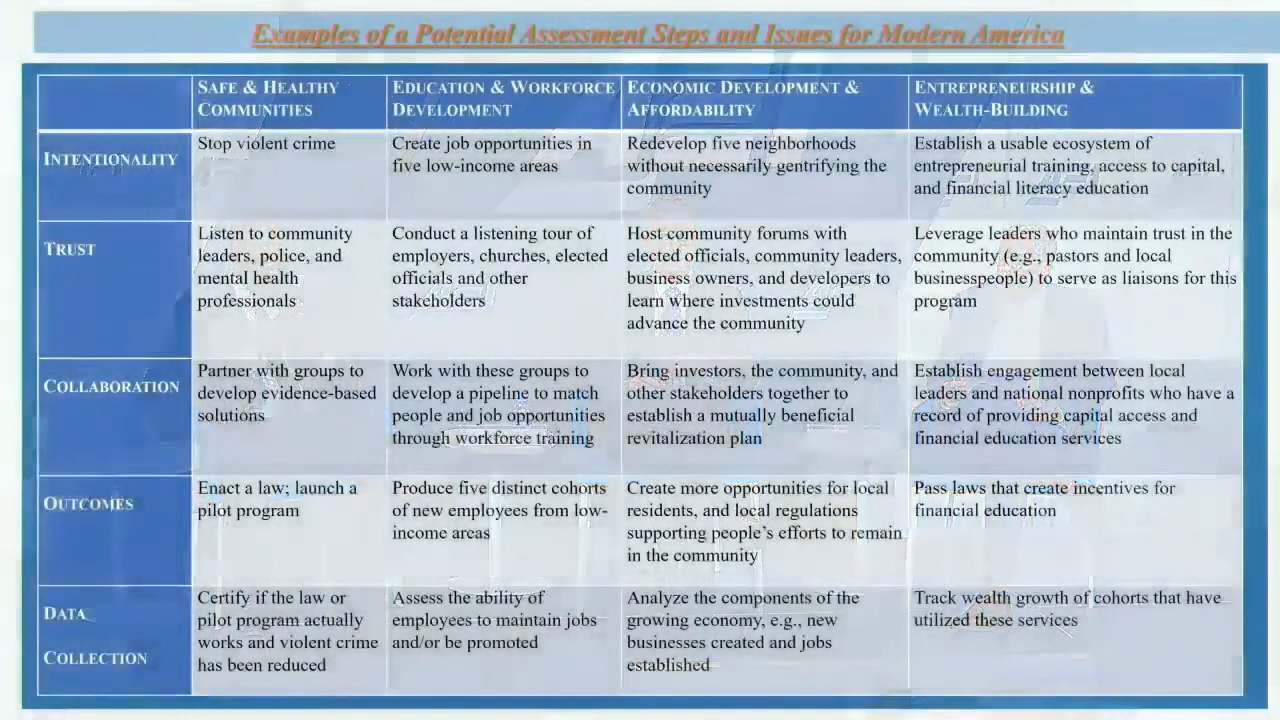 Examples of a Potential Assessment Steps and Issues for Modern America
SAFE & HEALTHY
COMMUNITIES
EDUCATION & WORKFORCE
DEVELOPMENT
ECONOMIC DEVELOPMENT &
AFFORDABILITY
ENTREPRENEURSHIP &
WEALTH-BUILDING
INTENTIONALITY
Stop violent crime
Create job opportunities in
five low-income areas
Redevelop five neighborhoods
without necessarily gentrifying the
community
Establish a usable ecosystem of
entrepreneurial training, access to capital,
and financial literacy education
TRUST
Listen to community
leaders, police, and
mental health
professionals
Conduct a listening tour of
employers, churches, elected
officials and other
stakeholders
Host community forums with
elected officials, community leaders,
business owners, and developers to
learn where investments could
advance the community
Leverage leaders who maintain trust in the
community (e.g., pastors and local
businesspeople) to serve as liaisons for this
program
COLLABORATION
Partner with groups to
develop evidence-based
solutions
Work with these groups to
develop a pipeline to match
people and job opportunities
through workforce training
Bring investors, the community, and
other stakeholders together to
establish a mutually beneficial
revitalization plan
Establish engagement between local
leaders and national nonprofits who have a
record of providing capital access and
financial education services
OUTCOMES
Enact a law; launch a
pilot program
Produce five distinct cohorts
of new employees from low-
income areas
Create more opportunities for local
residents, and local regulations
supporting people's efforts to remain
in the community
Pass laws that create incentives for
financial education
DATA
COLLECTION
Certify if the law or
pilot program actually
works and violent crime
has been reduced
Assess the ability of
employees to maintain jobs
and/or be promoted
Analyze the components of the
growing economy, e.g., new
businesses created and jobs
established
Track wealth growth of cohorts that have
utilized these services